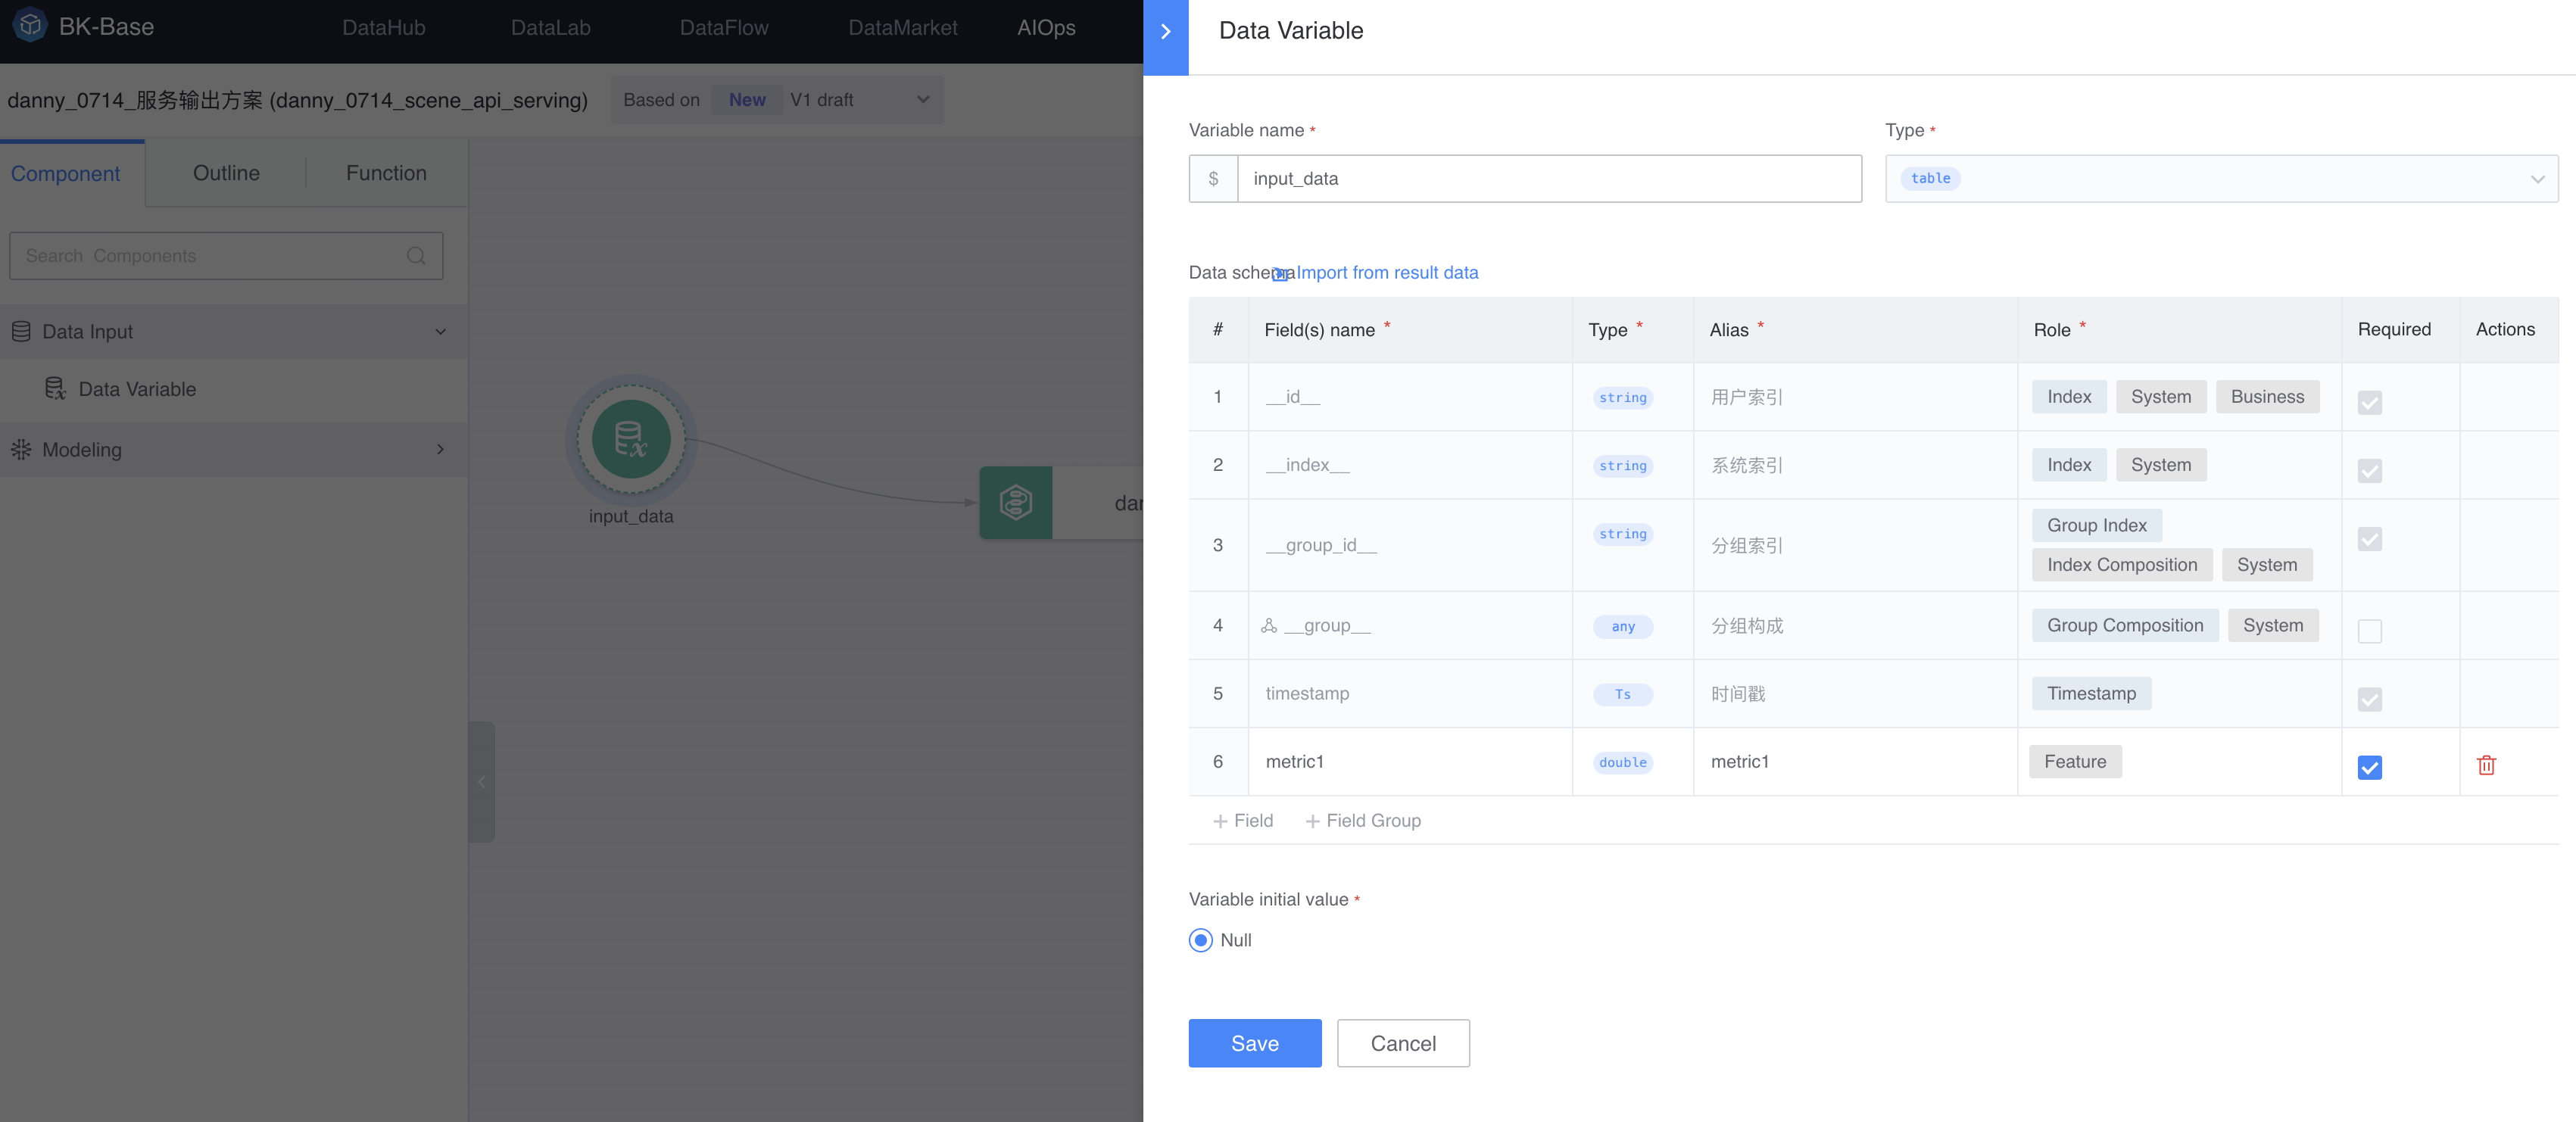 BK-Base
DataHub
DataLab
DataFlow
DataMarket
AIOps
danny_0714_服务输出方案 (danny_0714_scene_api_serving)
Based on New V1 draft
Component
Outline
Function
Search Components
Data Input
Data Variable
Modeling
input_data
dan
Data Variable
Variable name *
Type *
$ input_data
table
Data schema Import from result data
# Field(s) name * Type * Alias * Role * Required Actions
1 __id__ string 用户索引 Index System Business
2 __index__ string 系统索引 Index System
3 __group_id__ string 分组索引 Group Index
Index Composition System
4 __group__ any 分组构成 Group Composition System
5 timestamp Ts 时间戳 Timestamp
6 metric1 double metric1 Feature
+ Field + Field Group
Variable initial value *
Null
Save
Cancel